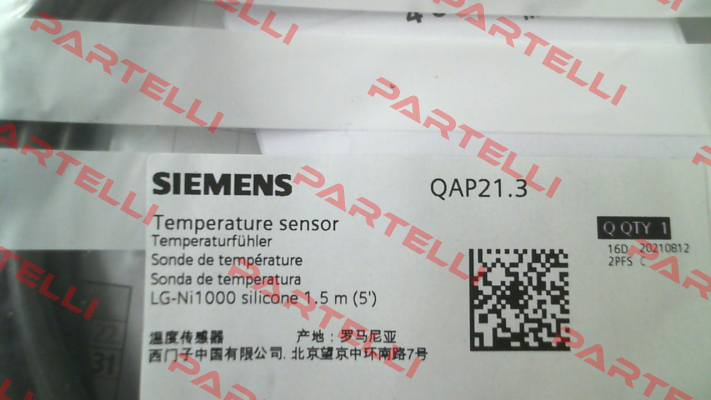 SIEMENS QAP21.3
Temperature sensor
Temperaturfühler
Sonde de température
Sonda de temperatura
LG-Ni1000 silicone 1.5 m (5')
Q QTY 1
16D 20210812
2PFS C
温度传感器 产地: 罗马尼亚
西门子中国有限公司. 北京望京中环南路7号
PARTELLI
PARTELLI
PARTELLI
PARTELLI
PARTELLI
PARTELLI
PARTELLI
PARTELLI